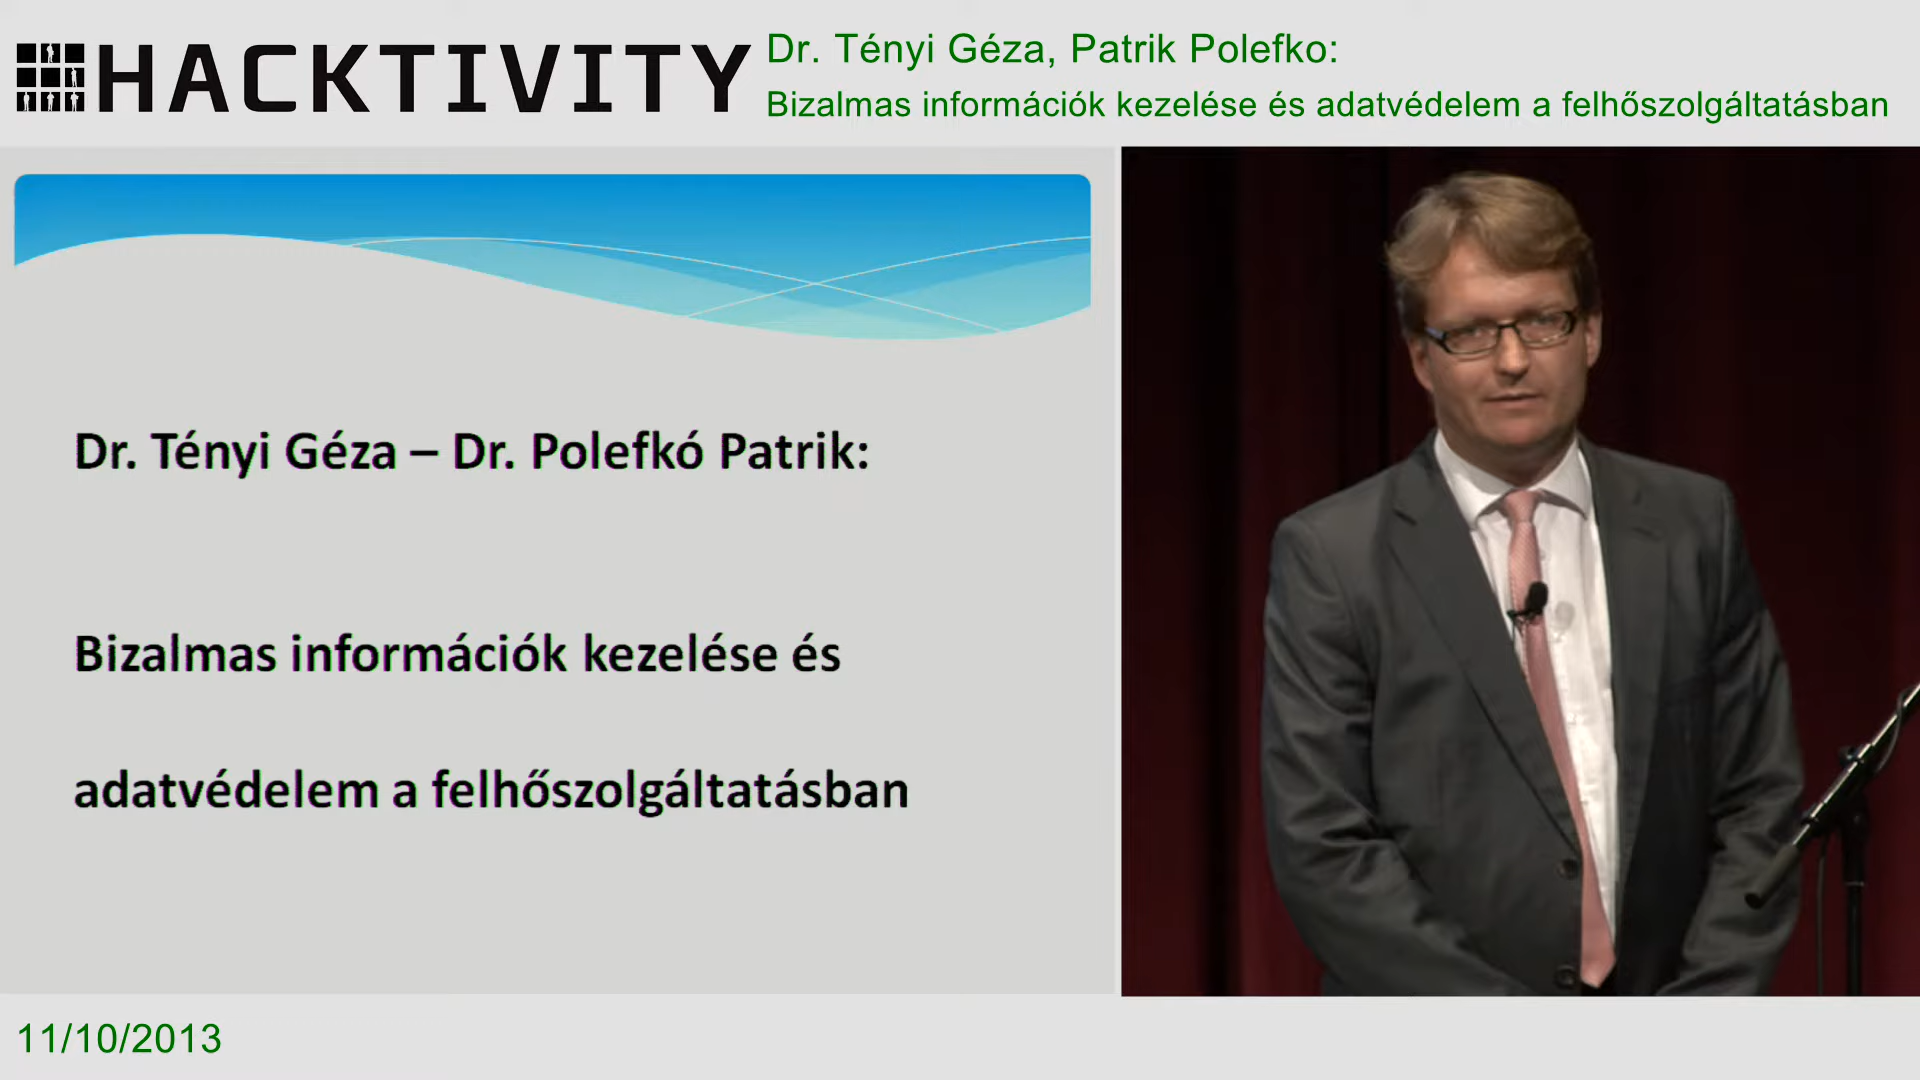 HACKTIVITY
Dr. Tényi Géza, Patrik Polefko:
Bizalmas információk kezelése és adatvédelem a felhőszolgáltatásban
Dr. Tényi Géza – Dr. Polefkó Patrik:
Bizalmas információk kezelése és
adatvédelem a felhőszolgáltatásban
11/10/2013